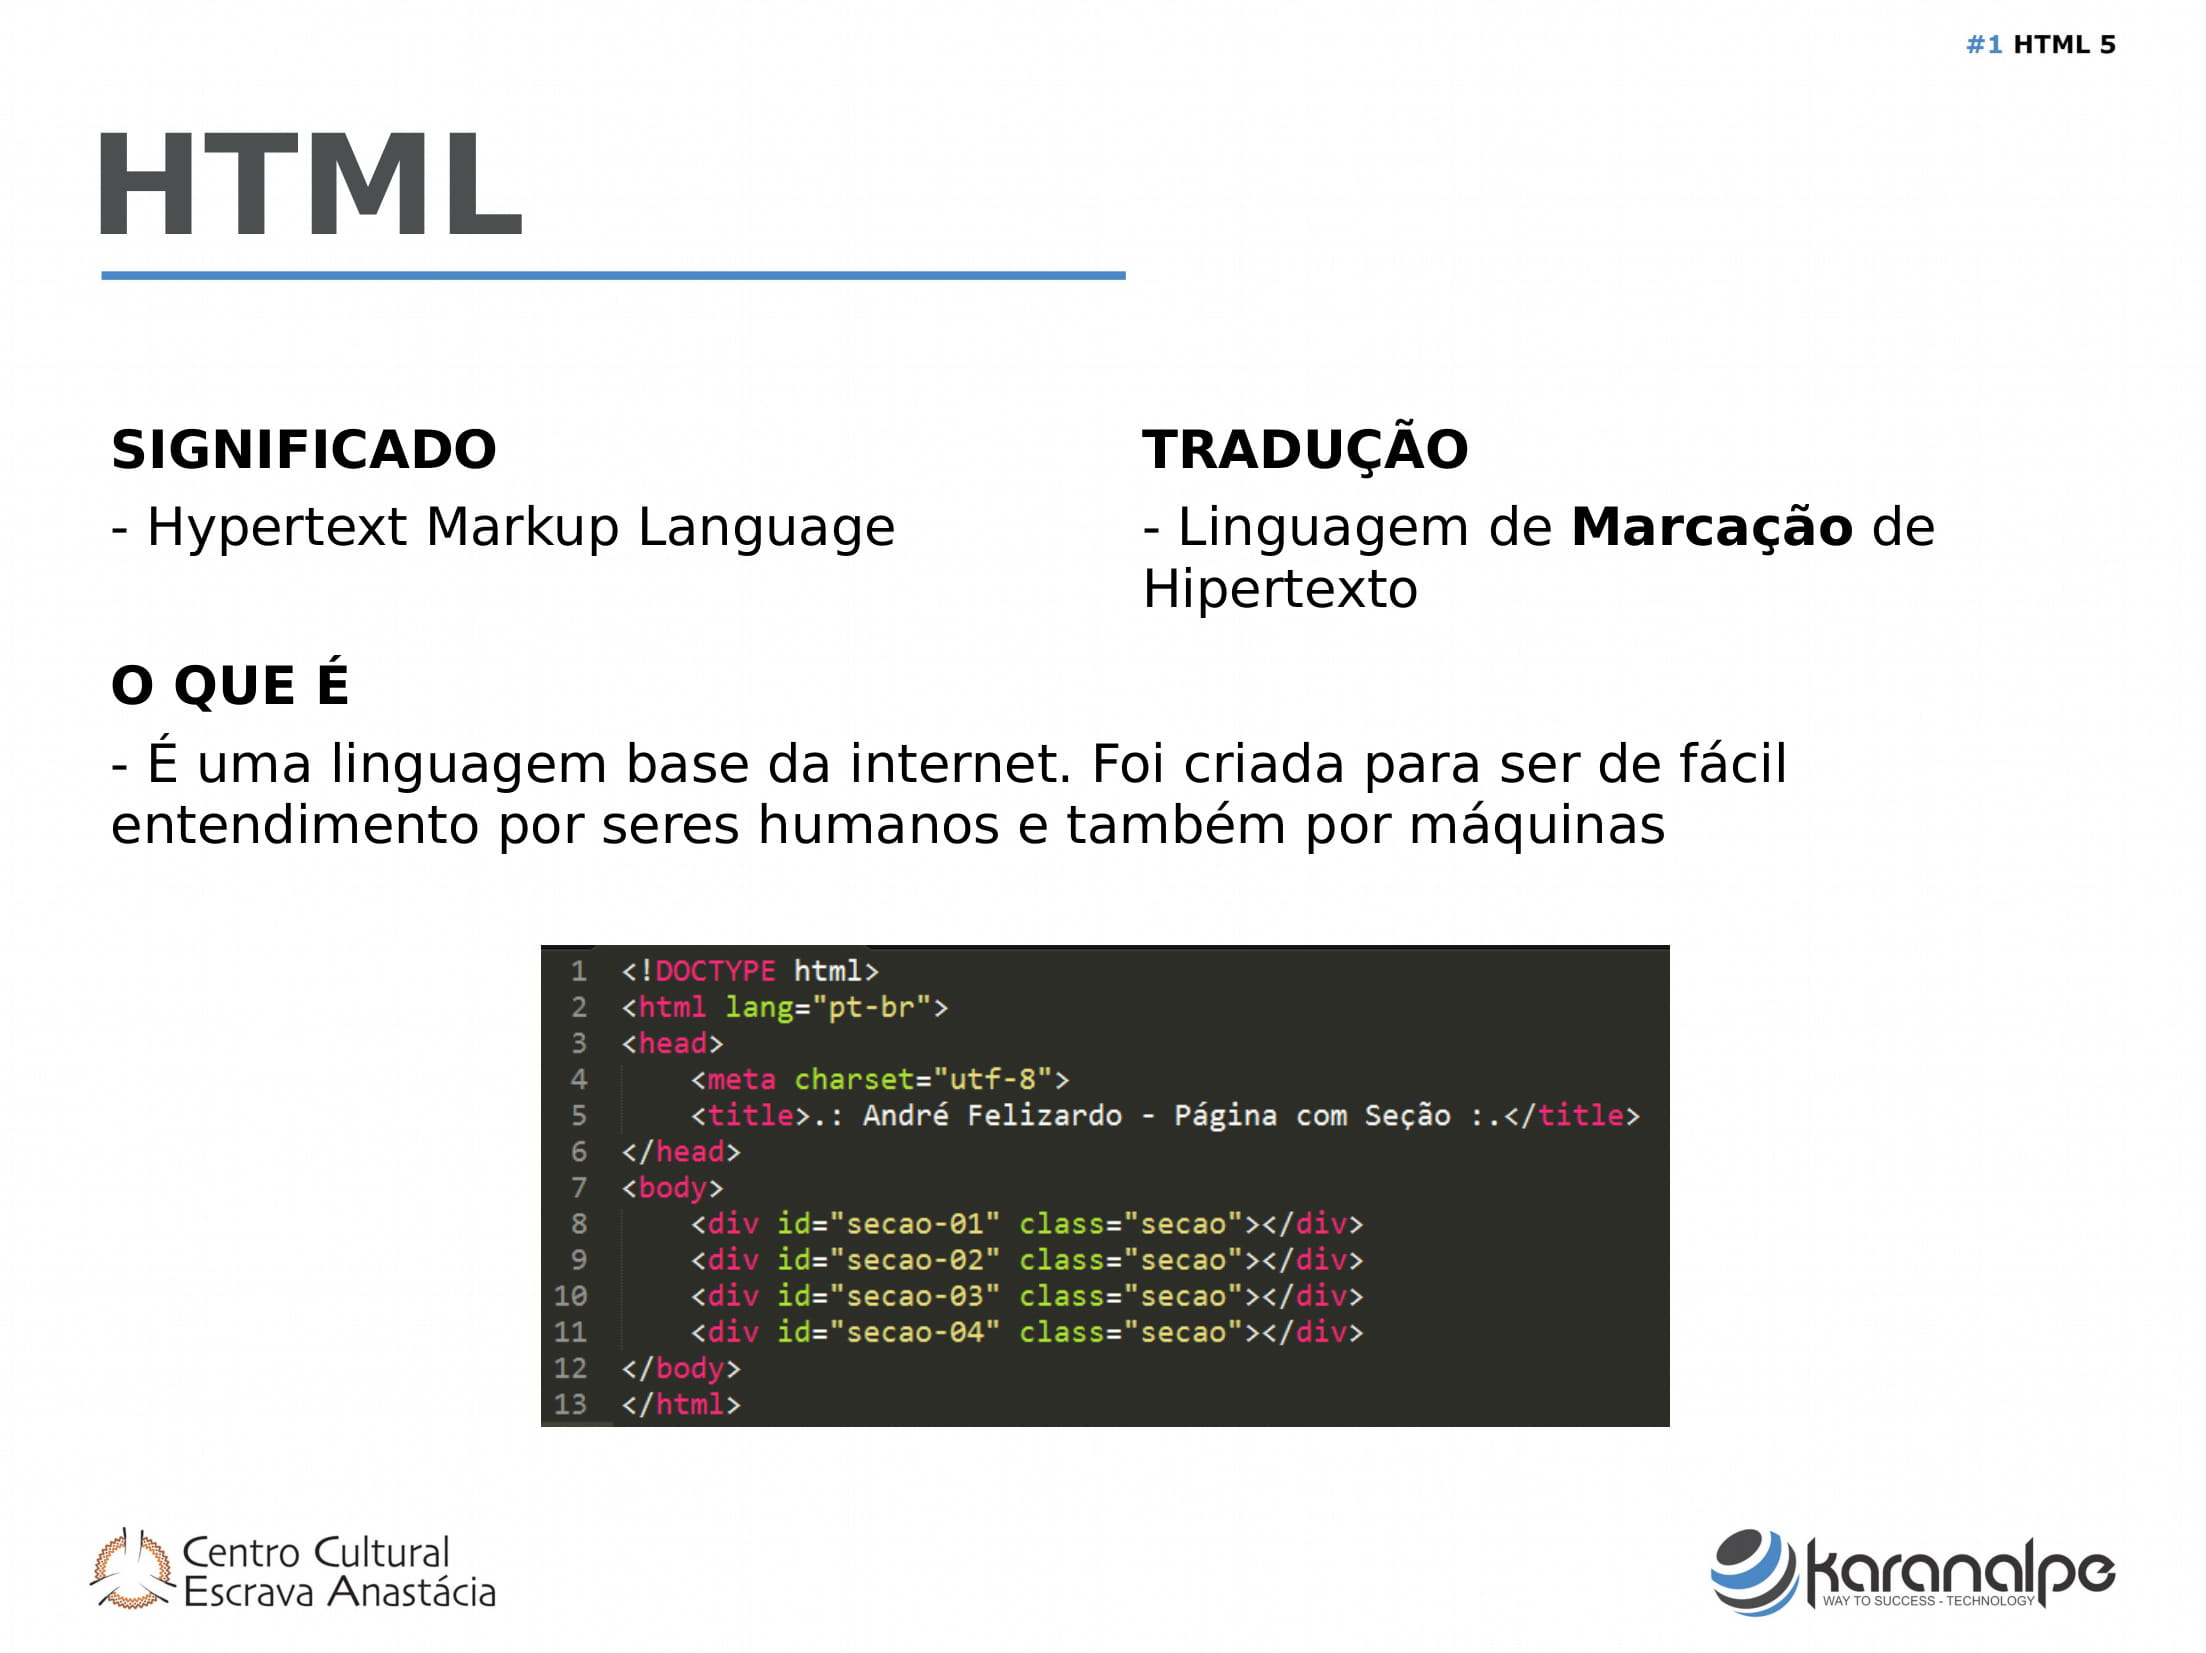 #1 HTML 5
HTML
SIGNIFICADO
- Hypertext Markup Language
TRADUÇÃO
- Linguagem de Marcação de
Hipertexto
O QUE É
- É uma linguagem base da internet. Foi criada para ser de fácil
entendimento por seres humanos e também por máquinas
1 <!DOCTYPE html>
2 <html lang="pt-br">
3 <head>
4     <meta charset="utf-8">
5     <title>.: André Felizardo - Página com Seção :.</title>
6 </head>
7 <body>
8     <div id="secao-01" class="secao"></div>
9     <div id="secao-02" class="secao"></div>
10     <div id="secao-03" class="secao"></div>
11     <div id="secao-04" class="secao"></div>
12 </body>
13 </html>
Centro Cultural
Escrava Anastácia
karanalpe
WAY TO SUCCESS - TECHNOLOGY